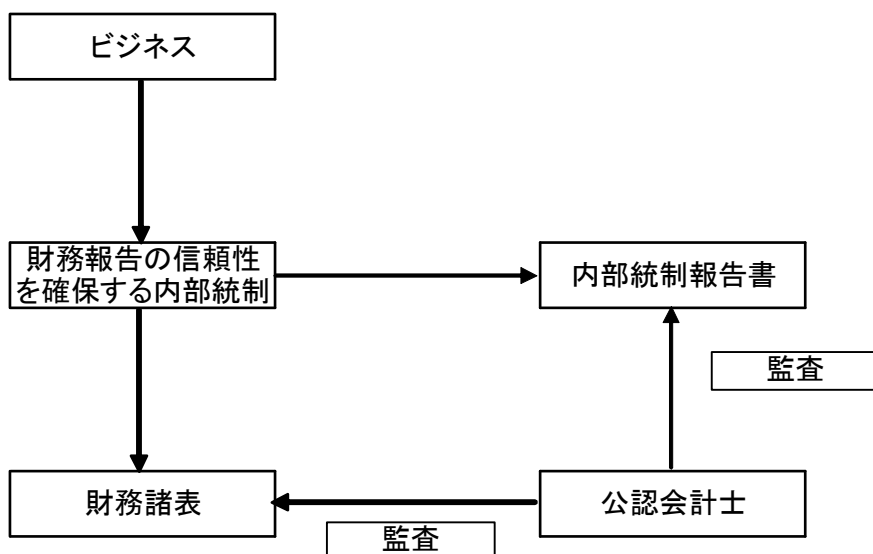 ビジネス
財務報告の信頼性
を確保する内部統制
内部統制報告書
監査
財務諸表
公認会計士
監査